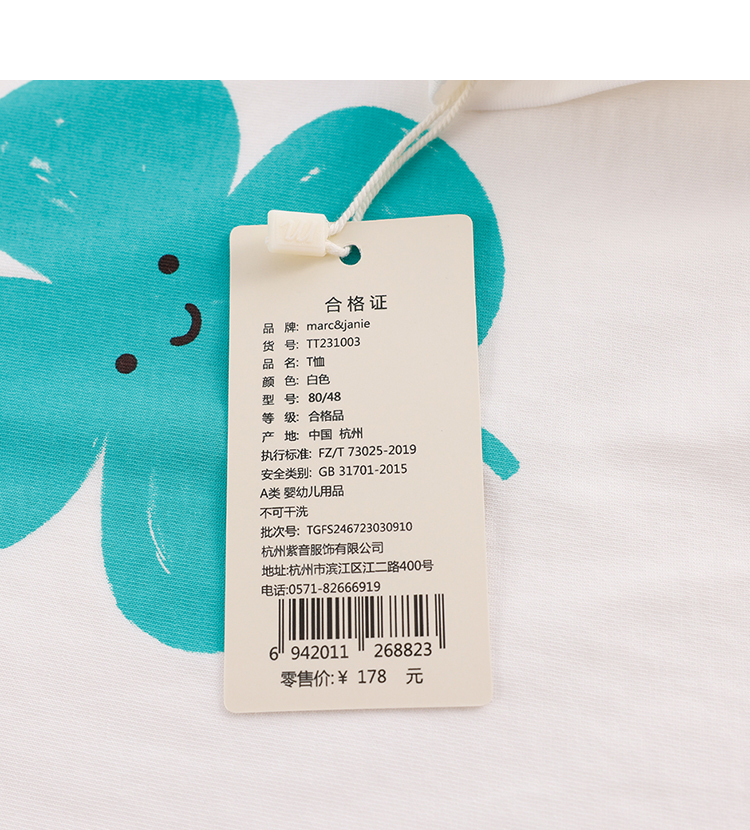 合格证
品 牌: marc&janie
货 号: TT231003
品 名: T恤
颜 色: 白色
型 号: 80/48
等 级: 合格品
产 地: 中国 杭州
执行标准: FZ/T 73025-2019
安全类别: GB 31701-2015
A类 婴幼儿用品
不可干洗
批次号: TGFS246723030910
杭州紫音服饰有限公司
地址:杭州市滨江区江二路400号
电话:0571-82666919
6 942011 268823
零售价:¥ 178 元